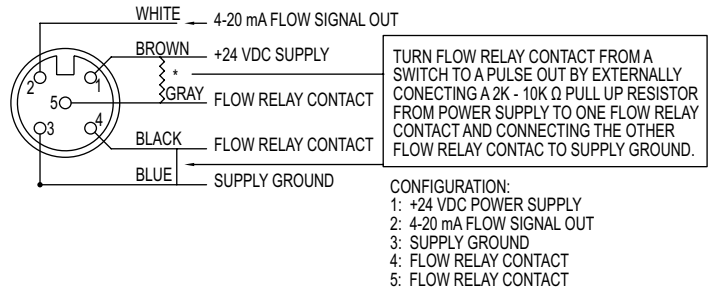 WHITE 4-20 mA FLOW SIGNAL OUT
BROWN +24 VDC SUPPLY
*
GRAY FLOW RELAY CONTACT
BLACK FLOW RELAY CONTACT
BLUE SUPPLY GROUND
2
1
5
3
4
TURN FLOW RELAY CONTACT FROM A
SWITCH TO A PULSE OUT BY EXTERNALLY
CONECTING A 2K - 10K Ω PULL UP RESISTOR
FROM POWER SUPPLY TO ONE FLOW RELAY
CONTACT AND CONNECTING THE OTHER
FLOW RELAY CONTAC TO SUPPLY GROUND.
CONFIGURATION:
1: +24 VDC POWER SUPPLY
2: 4-20 mA FLOW SIGNAL OUT
3: SUPPLY GROUND
4: FLOW RELAY CONTACT
5: FLOW RELAY CONTACT